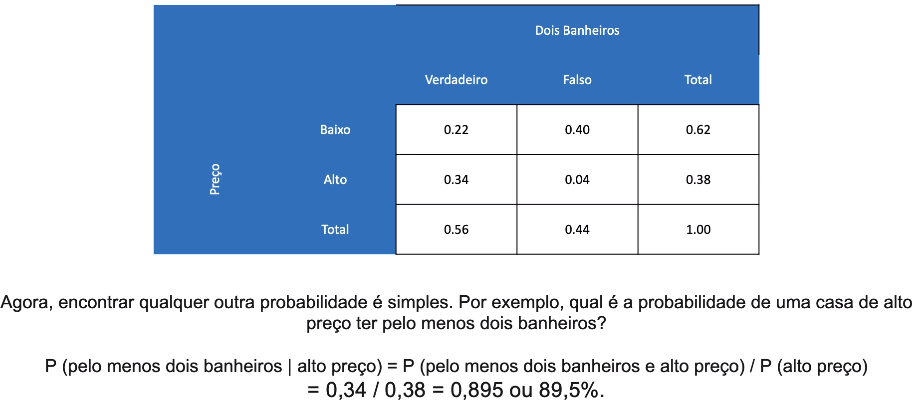 Dois Banheiros
Verdadeiro Falso Total
Baixo 0.22 0.40 0.62
Preço
Alto 0.34 0.04 0.38
Total 0.56 0.44 1.00
Agora, encontrar qualquer outra probabilidade é simples. Por exemplo, qual é a probabilidade de uma casa de alto
preço ter pelo menos dois banheiros?
P (pelo menos dois banheiros | alto preço) = P (pelo menos dois banheiros e alto preço) / P (alto preço)
= 0,34 / 0,38 = 0,895 ou 89,5%.